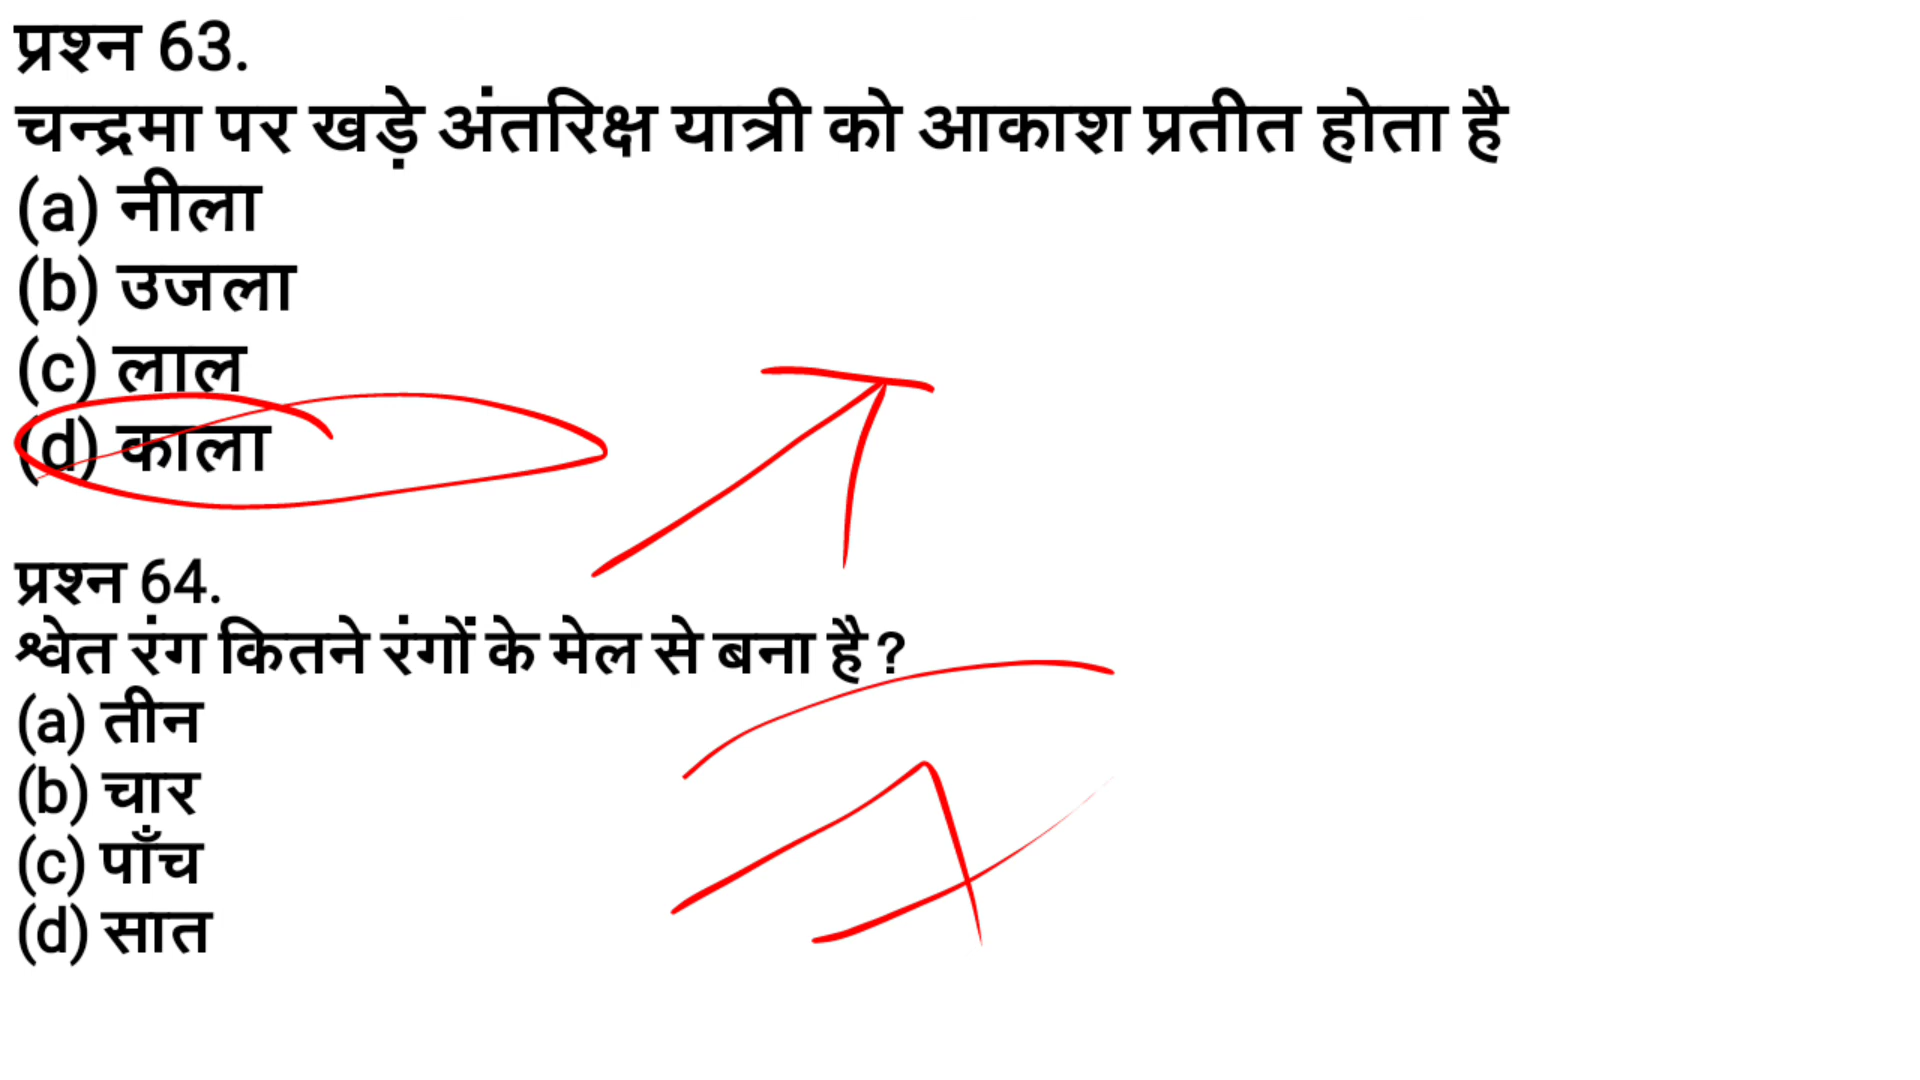 प्रश्न 63.
चन्द्रमा पर खड़े अंतरिक्ष यात्री को आकाश प्रतीत होता है
(a) नीला
(b) उजला
(c) लाल
(d) काला
प्रश्न 64.
श्वेत रंग कितने रंगों के मेल से बना है ?
(a) तीन
(b) चार
(c) पाँच
(d) सात